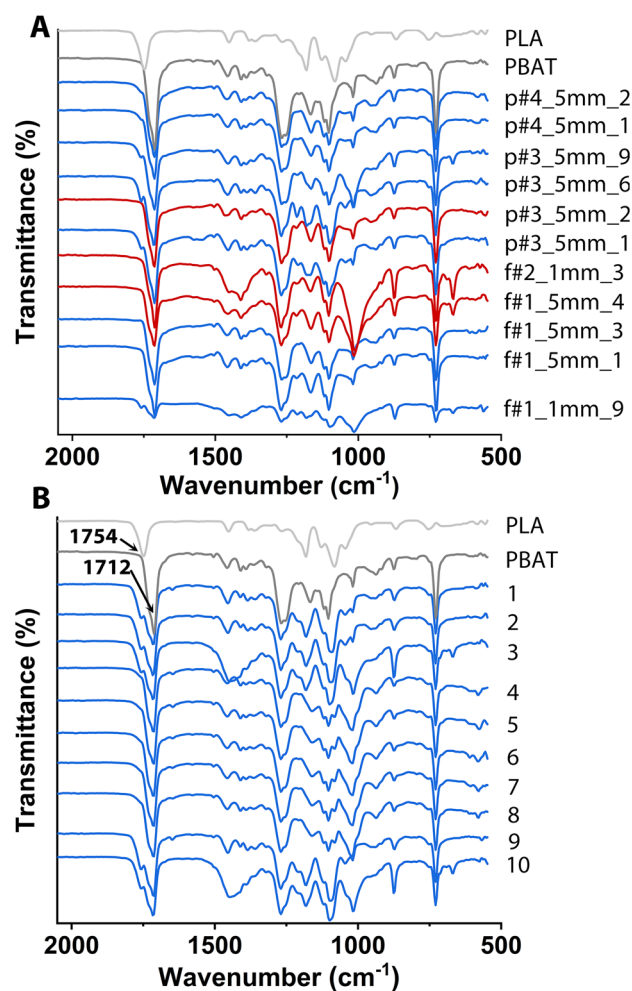 A
PLA
PBAT
p#4_5mm_2
p#4_5mm_1
p#3_5mm_9
p#3_5mm_6
p#3_5mm_2
p#3_5mm_1
f#2_1mm_3
f#1_5mm_4
f#1_5mm_3
f#1_5mm_1
f#1_1mm_9
Transmittance (%)
2000 1500 1000 500
Wavenumber (cm⁻¹)
B
PLA
1754
PBAT
1712
1
2
3
4
5
6
7
8
9
10
Transmittance (%)
2000 1500 1000 500
Wavenumber (cm⁻¹)